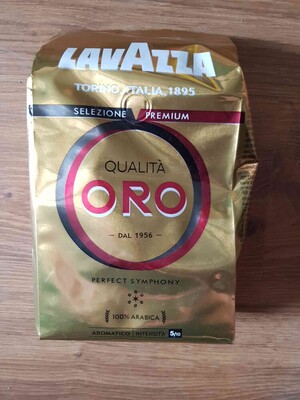 LAVAZZA
TORINO, ITALIA, 1895
SELEZIONE PREMIUM
QUALITÀ
ORO
DAL 1956
PERFECT SYMPHONY
100% ARABICA
AROMATICO | INTENSITÀ 5/10